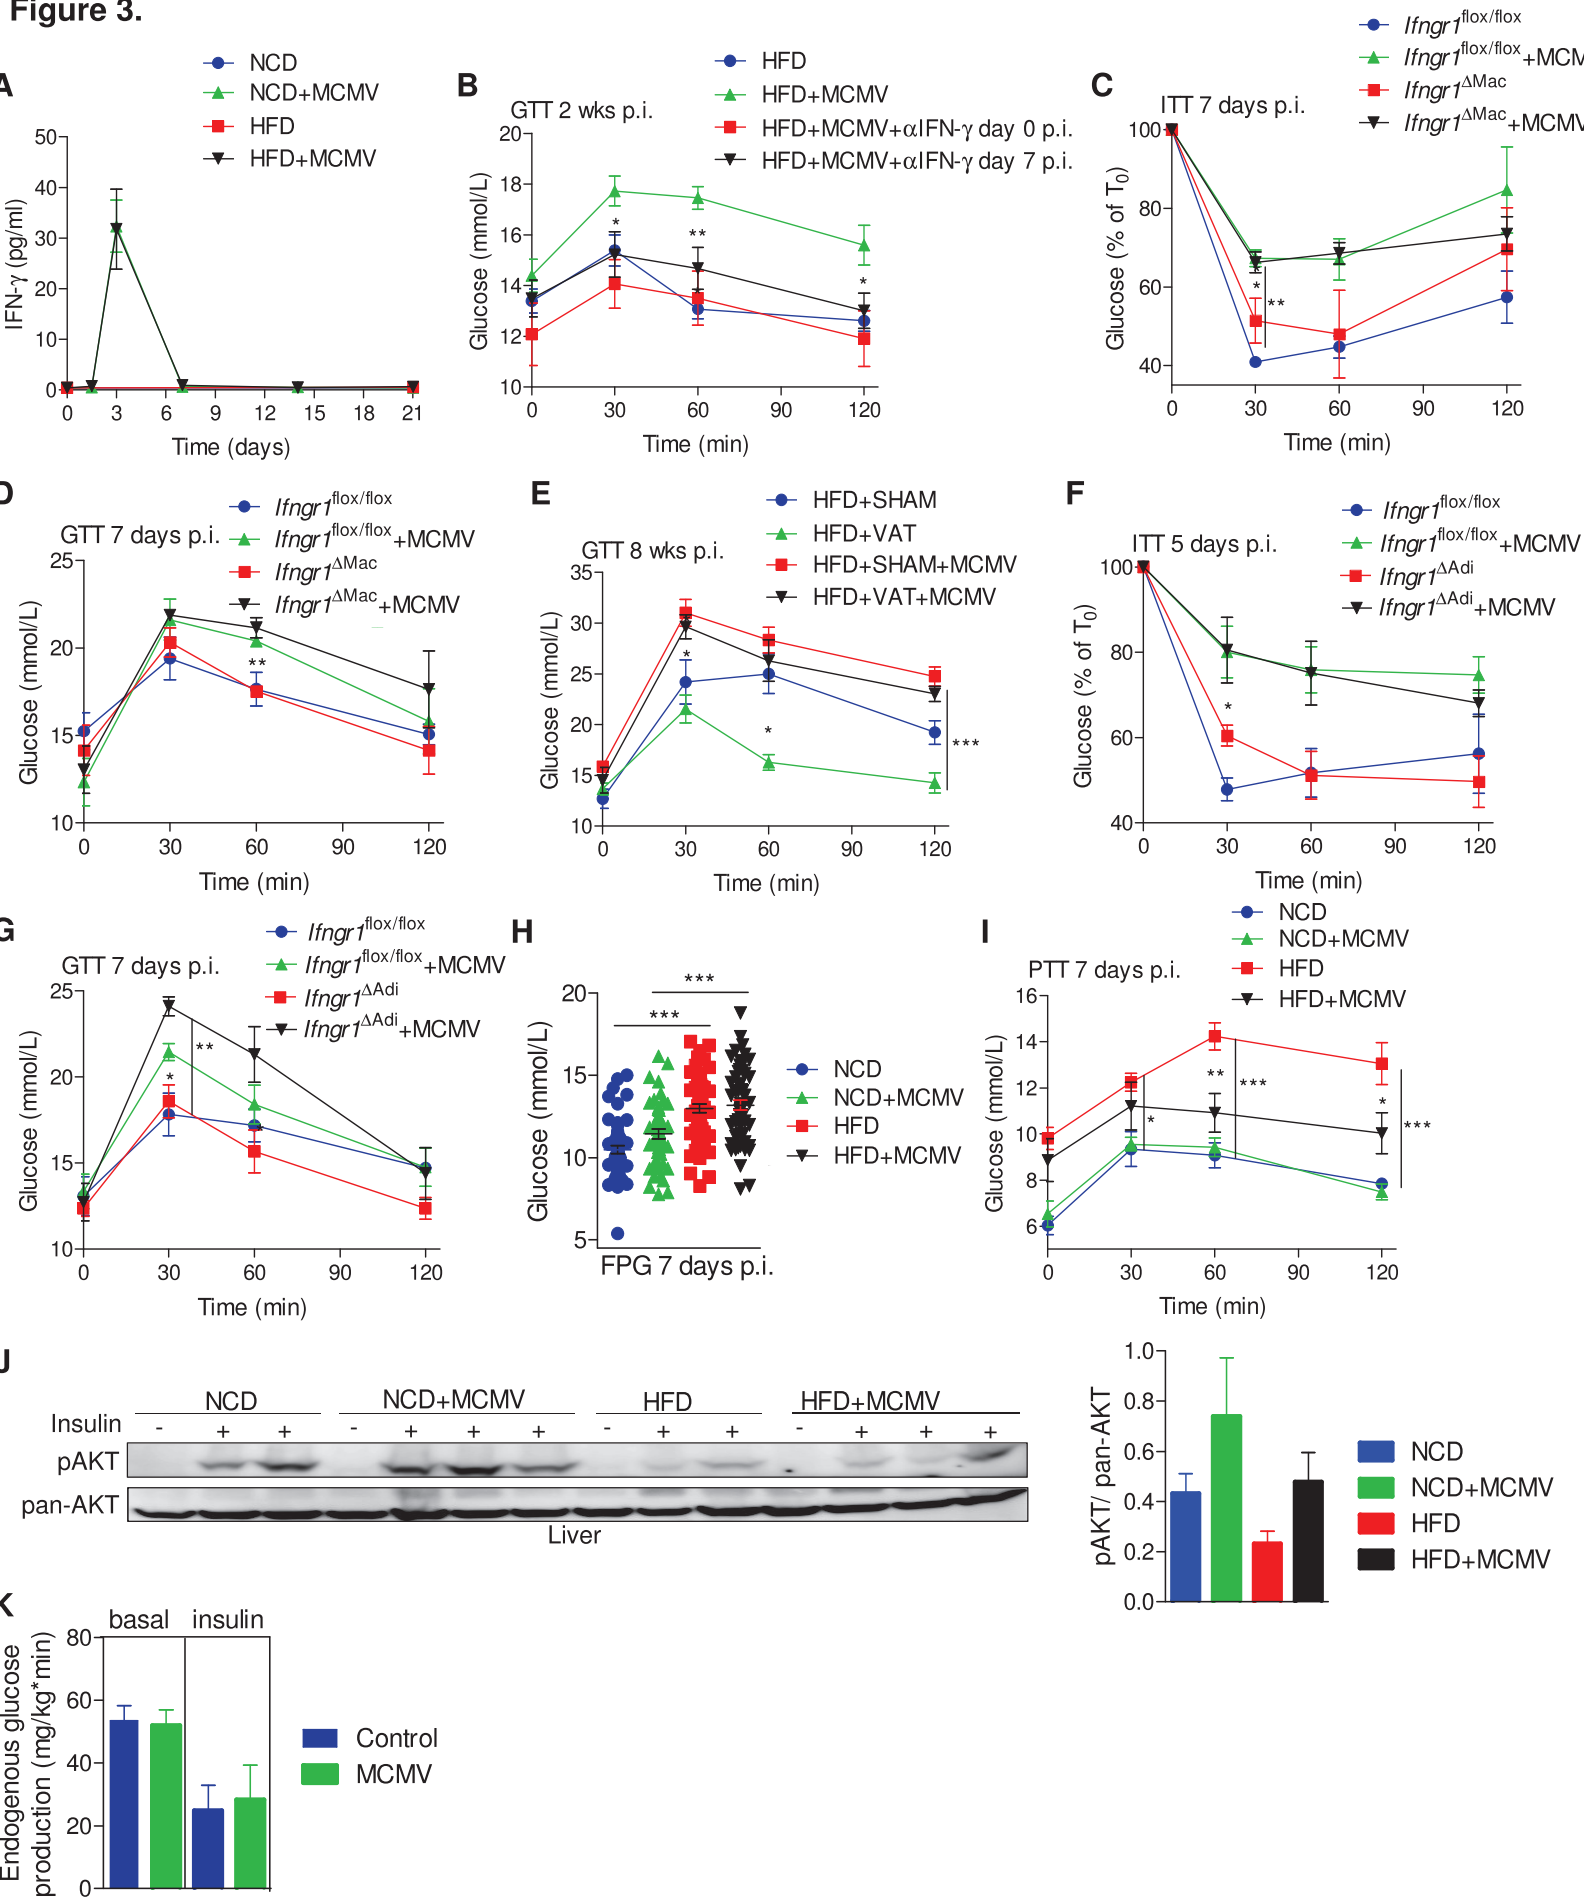 Figure 3.
A
NCD
NCD+MCMV
HFD
HFD+MCMV
50
40
30
20
10
0
IFN-γ (pg/ml)
0 3 6 9 12 15 18 21
Time (days)
B
GTT 2 wks p.i.
HFD
HFD+MCMV
HFD+MCMV+αIFN-γ day 0 p.i.
HFD+MCMV+αIFN-γ day 7 p.i.
20
18
16
14
12
10
Glucose (mmol/L)
*
**
*
0 30 60 90 120
Time (min)
C
ITT 7 days p.i.
Ifngr1flox/flox
Ifngr1flox/flox+MCM
Ifngr1ΔMac
Ifngr1ΔMac+MCMV
100
80
60
40
Glucose (% of T0)
*
*
**
0 30 60 90 120
Time (min)
D
GTT 7 days p.i.
Ifngr1flox/flox
Ifngr1flox/flox+MCMV
Ifngr1ΔMac
Ifngr1ΔMac+MCMV
25
20
15
10
Glucose (mmol/L)
**
0 30 60 90 120
Time (min)
E
GTT 8 wks p.i.
HFD+SHAM
HFD+VAT
HFD+SHAM+MCMV
HFD+VAT+MCMV
35
30
25
20
15
10
Glucose (mmol/L)
*
*
***
0 30 60 90 120
Time (min)
F
ITT 5 days p.i.
Ifngr1flox/flox
Ifngr1flox/flox+MCMV
Ifngr1ΔAdi
Ifngr1ΔAdi+MCMV
100
80
60
40
Glucose (% of T0)
*
0 30 60 90 120
Time (min)
G
GTT 7 days p.i.
Ifngr1flox/flox
Ifngr1flox/flox+MCMV
Ifngr1ΔAdi
Ifngr1ΔAdi+MCMV
25
20
15
10
Glucose (mmol/L)
**
*
0 30 60 90 120
Time (min)
H
***
***
20
15
10
5
Glucose (mmol/L)
FPG 7 days p.i.
NCD
NCD+MCMV
HFD
HFD+MCMV
I
PTT 7 days p.i.
NCD
NCD+MCMV
HFD
HFD+MCMV
16
14
12
10
8
6
Glucose (mmol/L)
*
**
***
*
***
0 30 60 90 120
Time (min)
J
NCD NCD+MCMV HFD HFD+MCMV
Insulin - + + - + + + - + + - + + +
pAKT
pan-AKT
Liver
1.0
0.8
0.6
0.4
0.2
0.0
pAKT/ pan-AKT
NCD
NCD+MCMV
HFD
HFD+MCMV
K
basal insulin
80
60
40
20
0
Endogenous glucose
production (mg/kg*min)
Control
MCMV